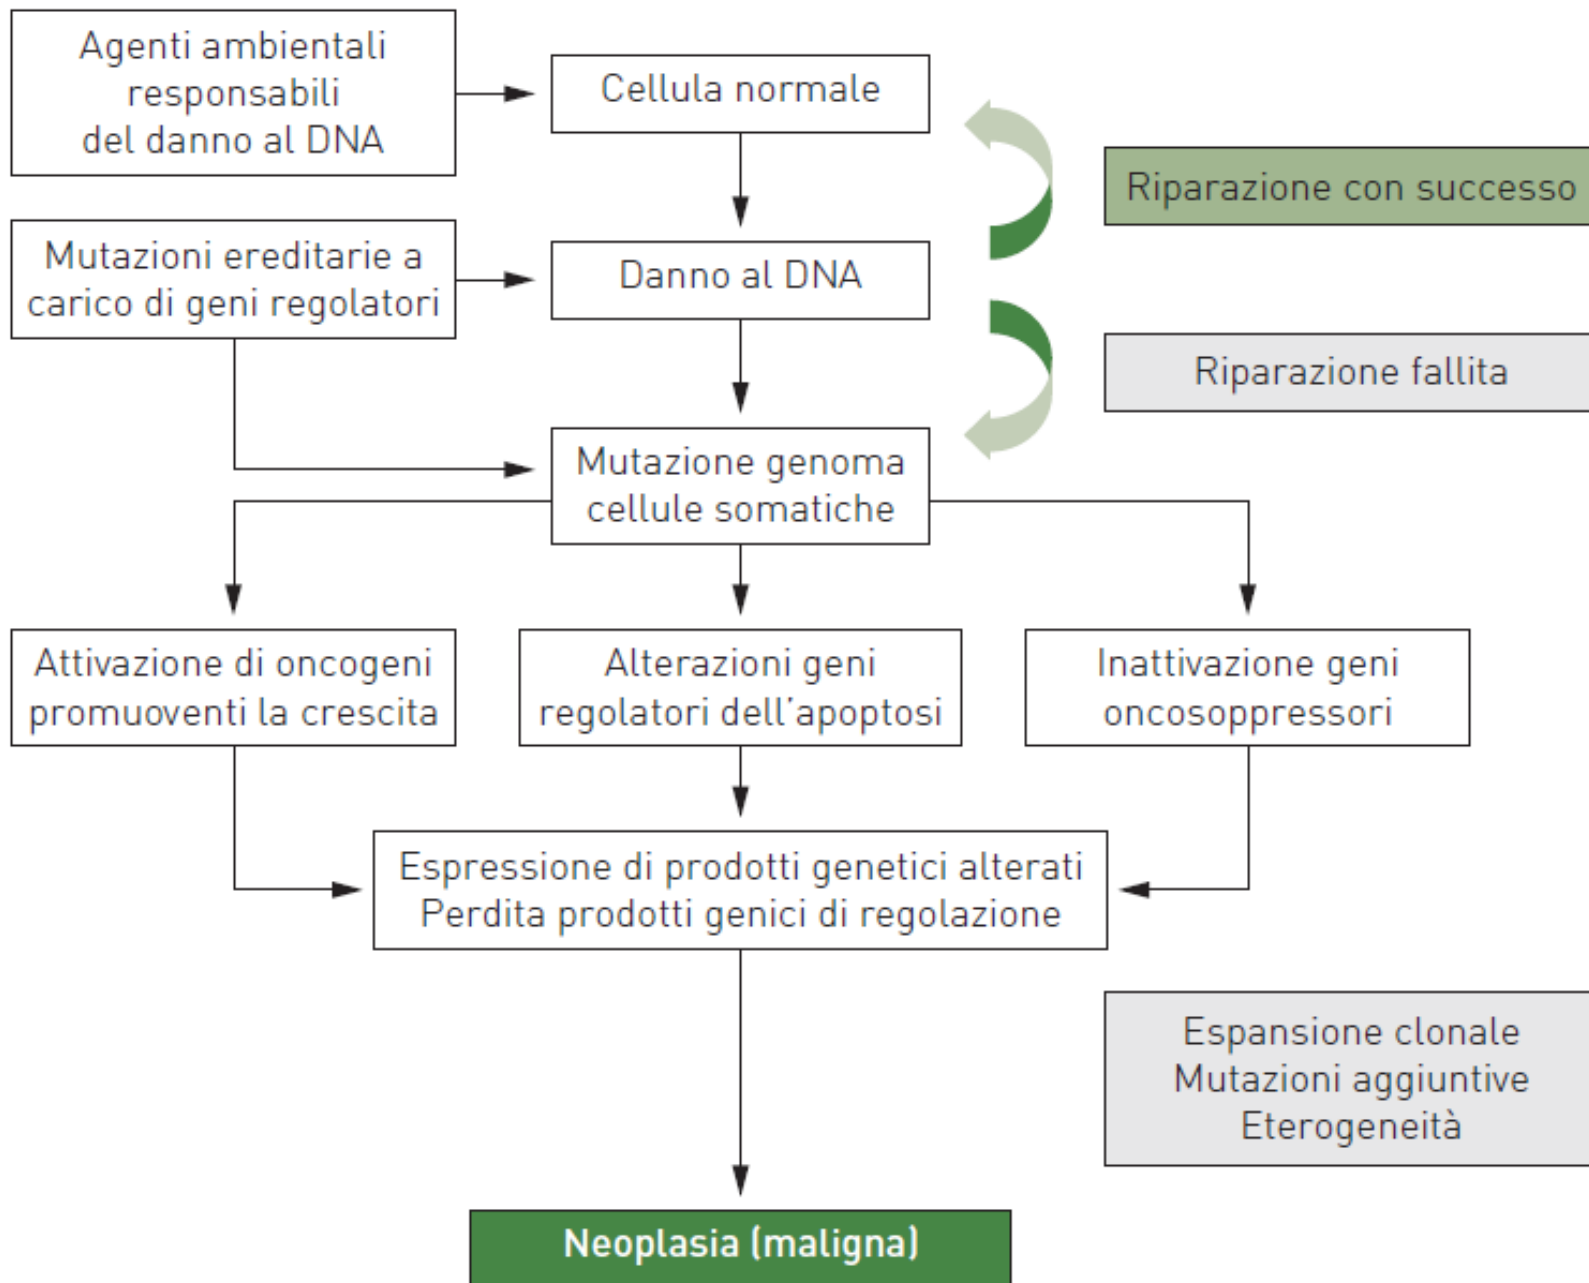 Agenti ambientali
responsabili
del danno al DNA
Cellula normale
Riparazione con successo
Mutazioni ereditarie a
carico di geni regolatori
Danno al DNA
Riparazione fallita
Mutazione genoma
cellule somatiche
Attivazione di oncogeni
promuoventi la crescita
Alterazioni geni
regolatori dell'apoptosi
Inattivazione geni
oncosoppressori
Espressione di prodotti genetici alterati
Perdita prodotti genici di regolazione
Espansione clonale
Mutazioni aggiuntive
Eterogeneità
Neoplasia (maligna)